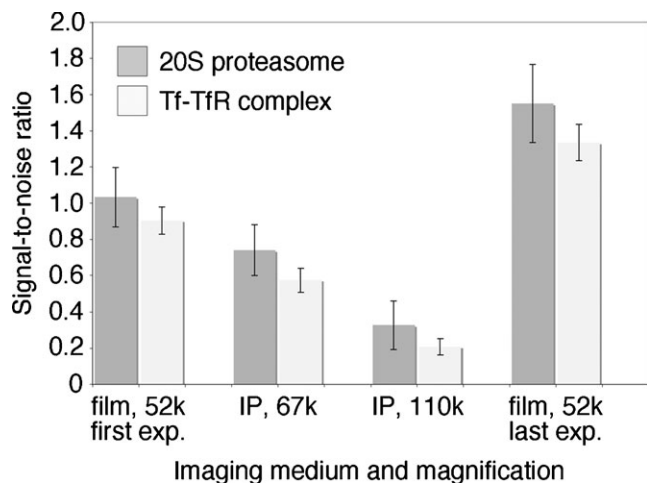 2.0
1.8
1.6
1.4
1.2
1.0
0.8
0.6
0.4
0.2
0
Signal-to-noise ratio
20S proteasome
Tf-TfR complex
film, 52k IP, 67k IP, 110k film, 52k
first exp. last exp.
Imaging medium and magnification